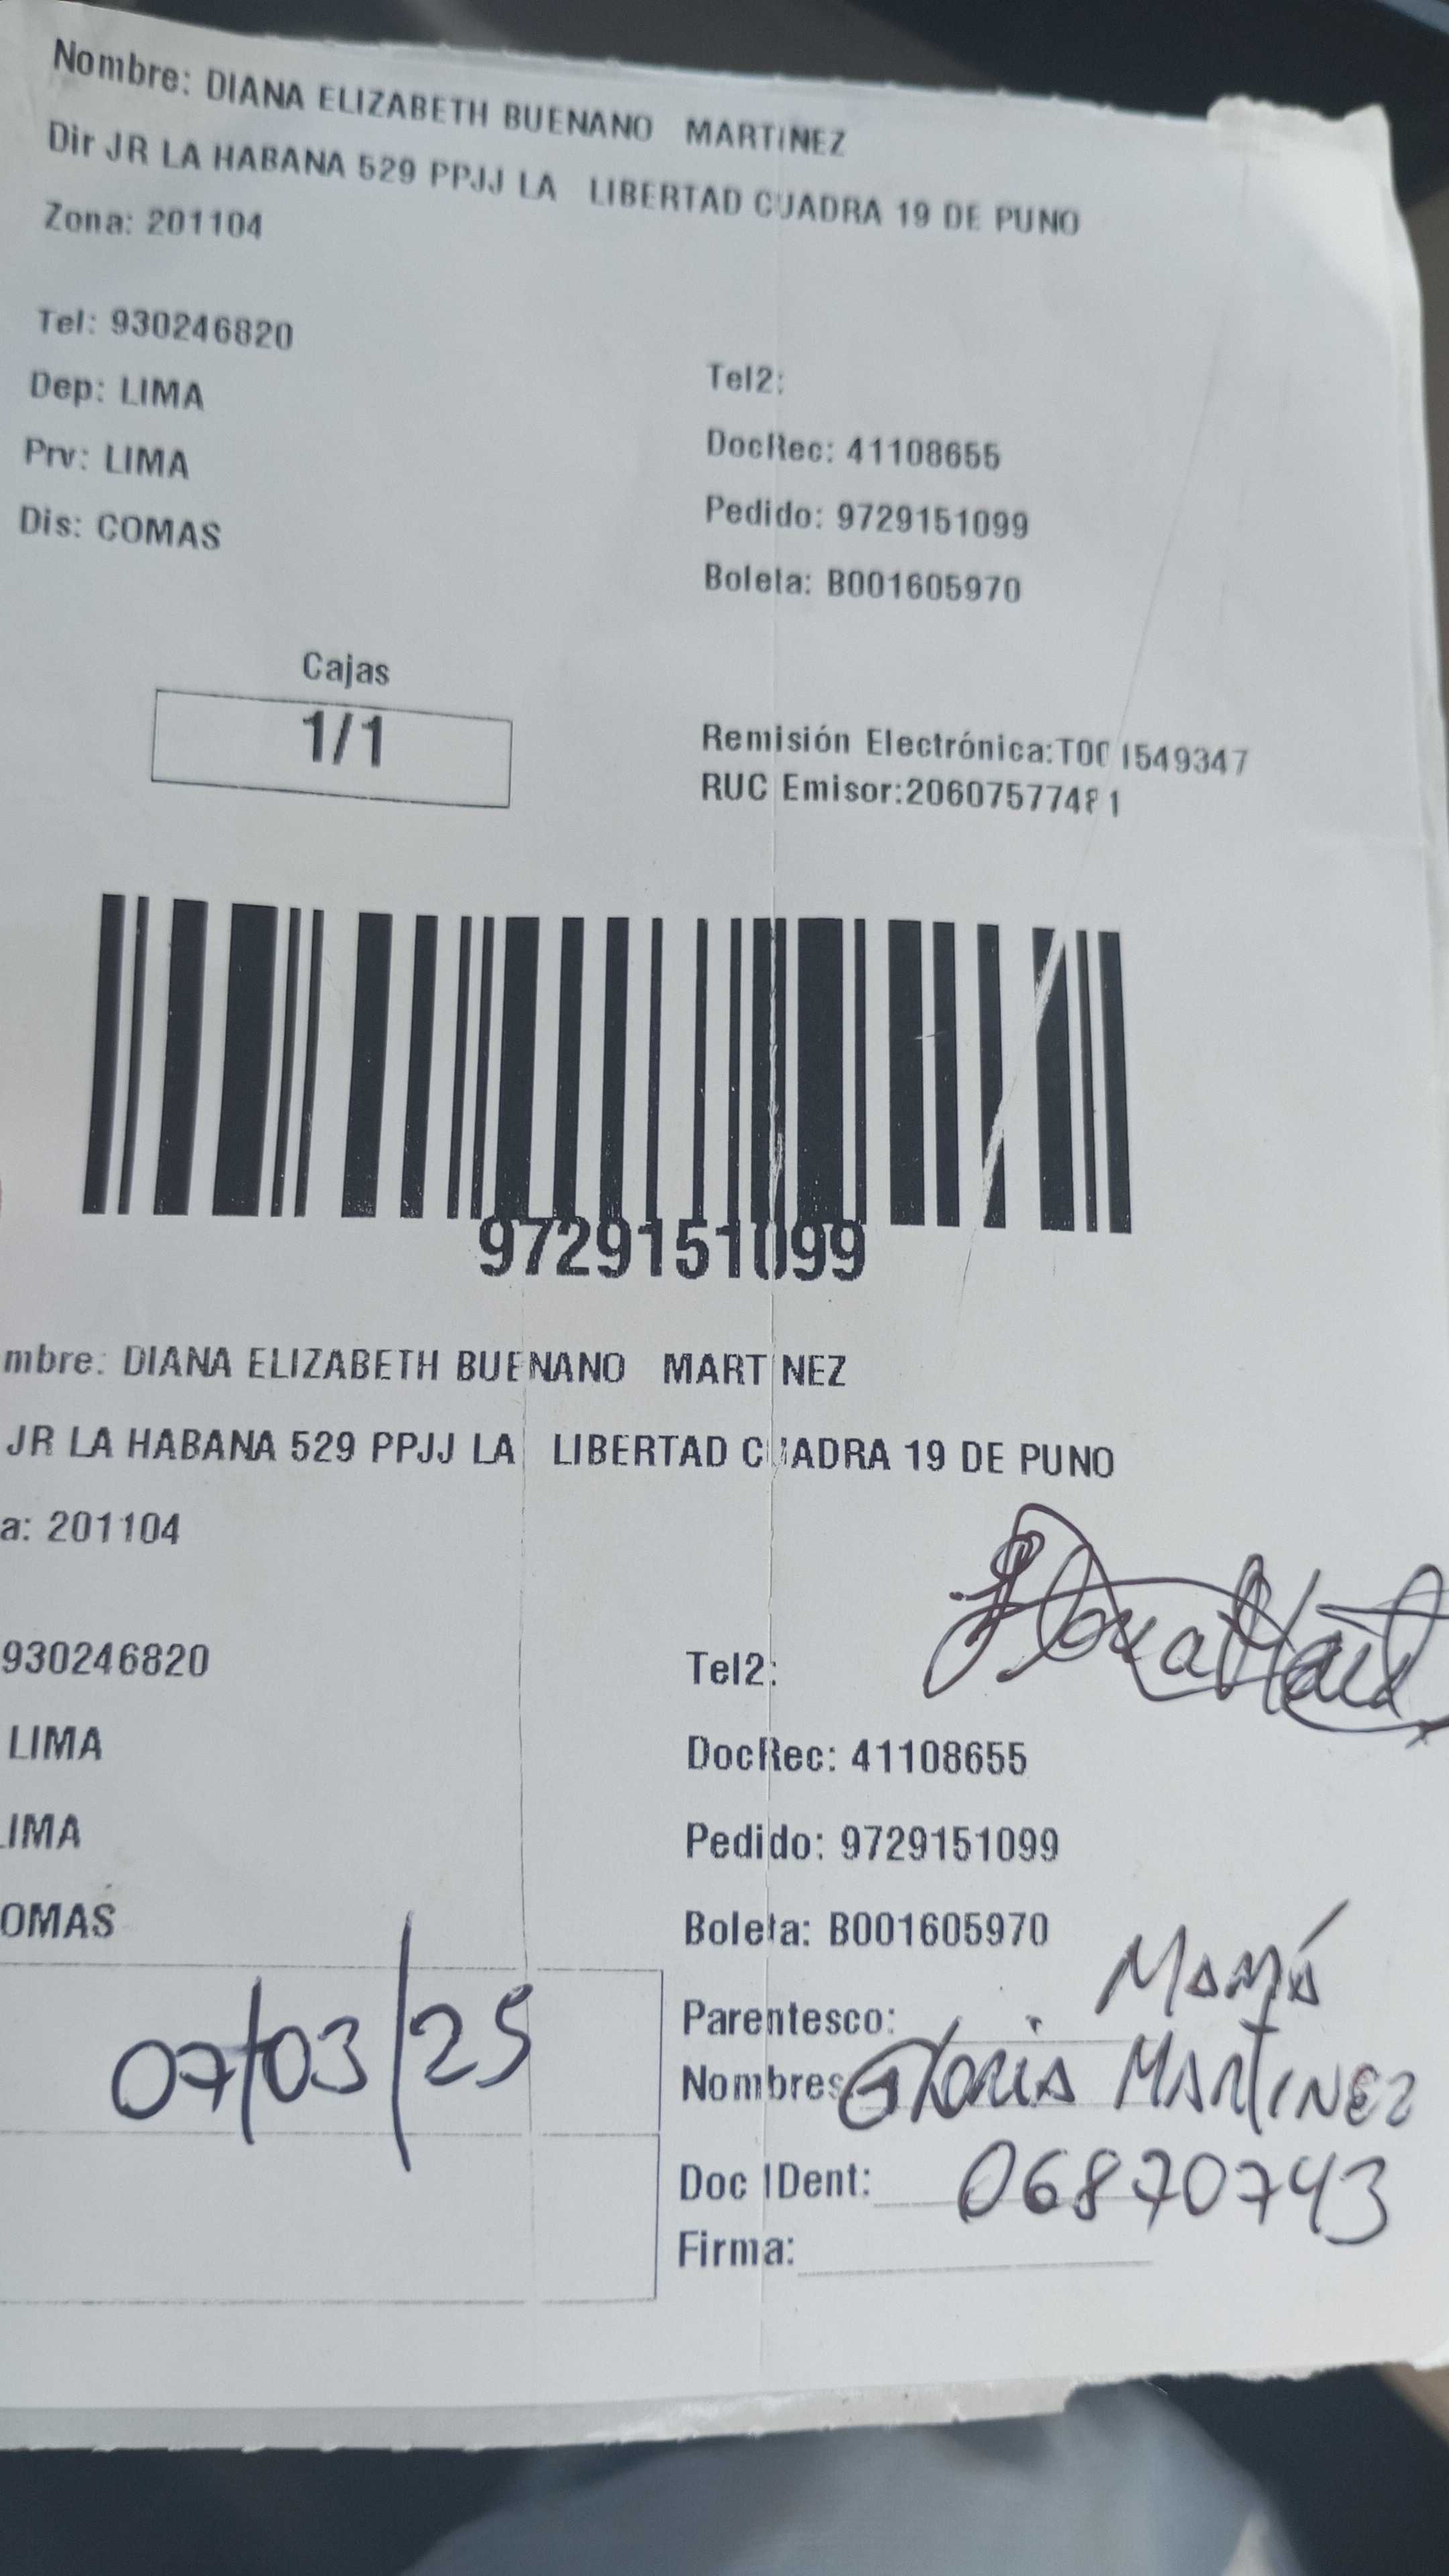 Nombre: DIANA ELIZABETH BUENANO MARTINEZ
Dir JR LA HABANA 529 PPJJ LA LIBERTAD CUADRA 19 DE PUNO
Zona: 201104
Tel: 930246820
Tel2:
Dep: LIMA
DocRec: 41108655
Prv: LIMA
Pedido: 9729151099
Dis: COMAS
Boleta: B001605970
Cajas
1/1
Remisión Electrónica:T001549347
RUC Emisor:20607577481
9729151099
mbre: DIANA ELIZABETH BUENANO MARTINEZ
JR LA HABANA 529 PPJJ LA LIBERTAD CUADRA 19 DE PUNO
a: 201104
930246820
Tel2:
LIMA
DocRec: 41108655
IMA
Pedido: 9729151099
OMAS
Boleta: B001605970
07/03/25
Parentesco: Mamá
Nombres Gloria MARTINEZ
Doc IDent: 06870743
Firma: